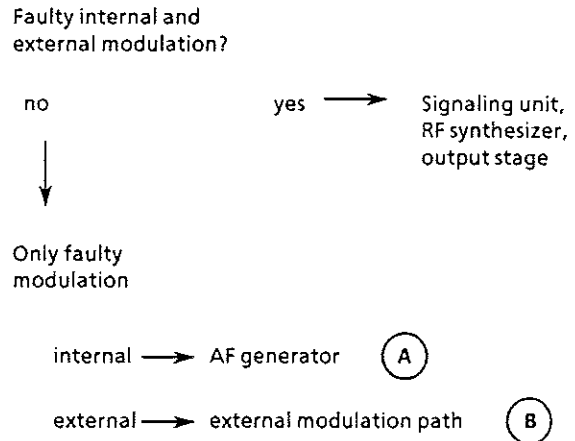 Faulty internal and
external modulation?
no
yes
Signaling unit,
RF synthesizer,
output stage
Only faulty
modulation
internal
AF generator
A
external
external modulation path
B